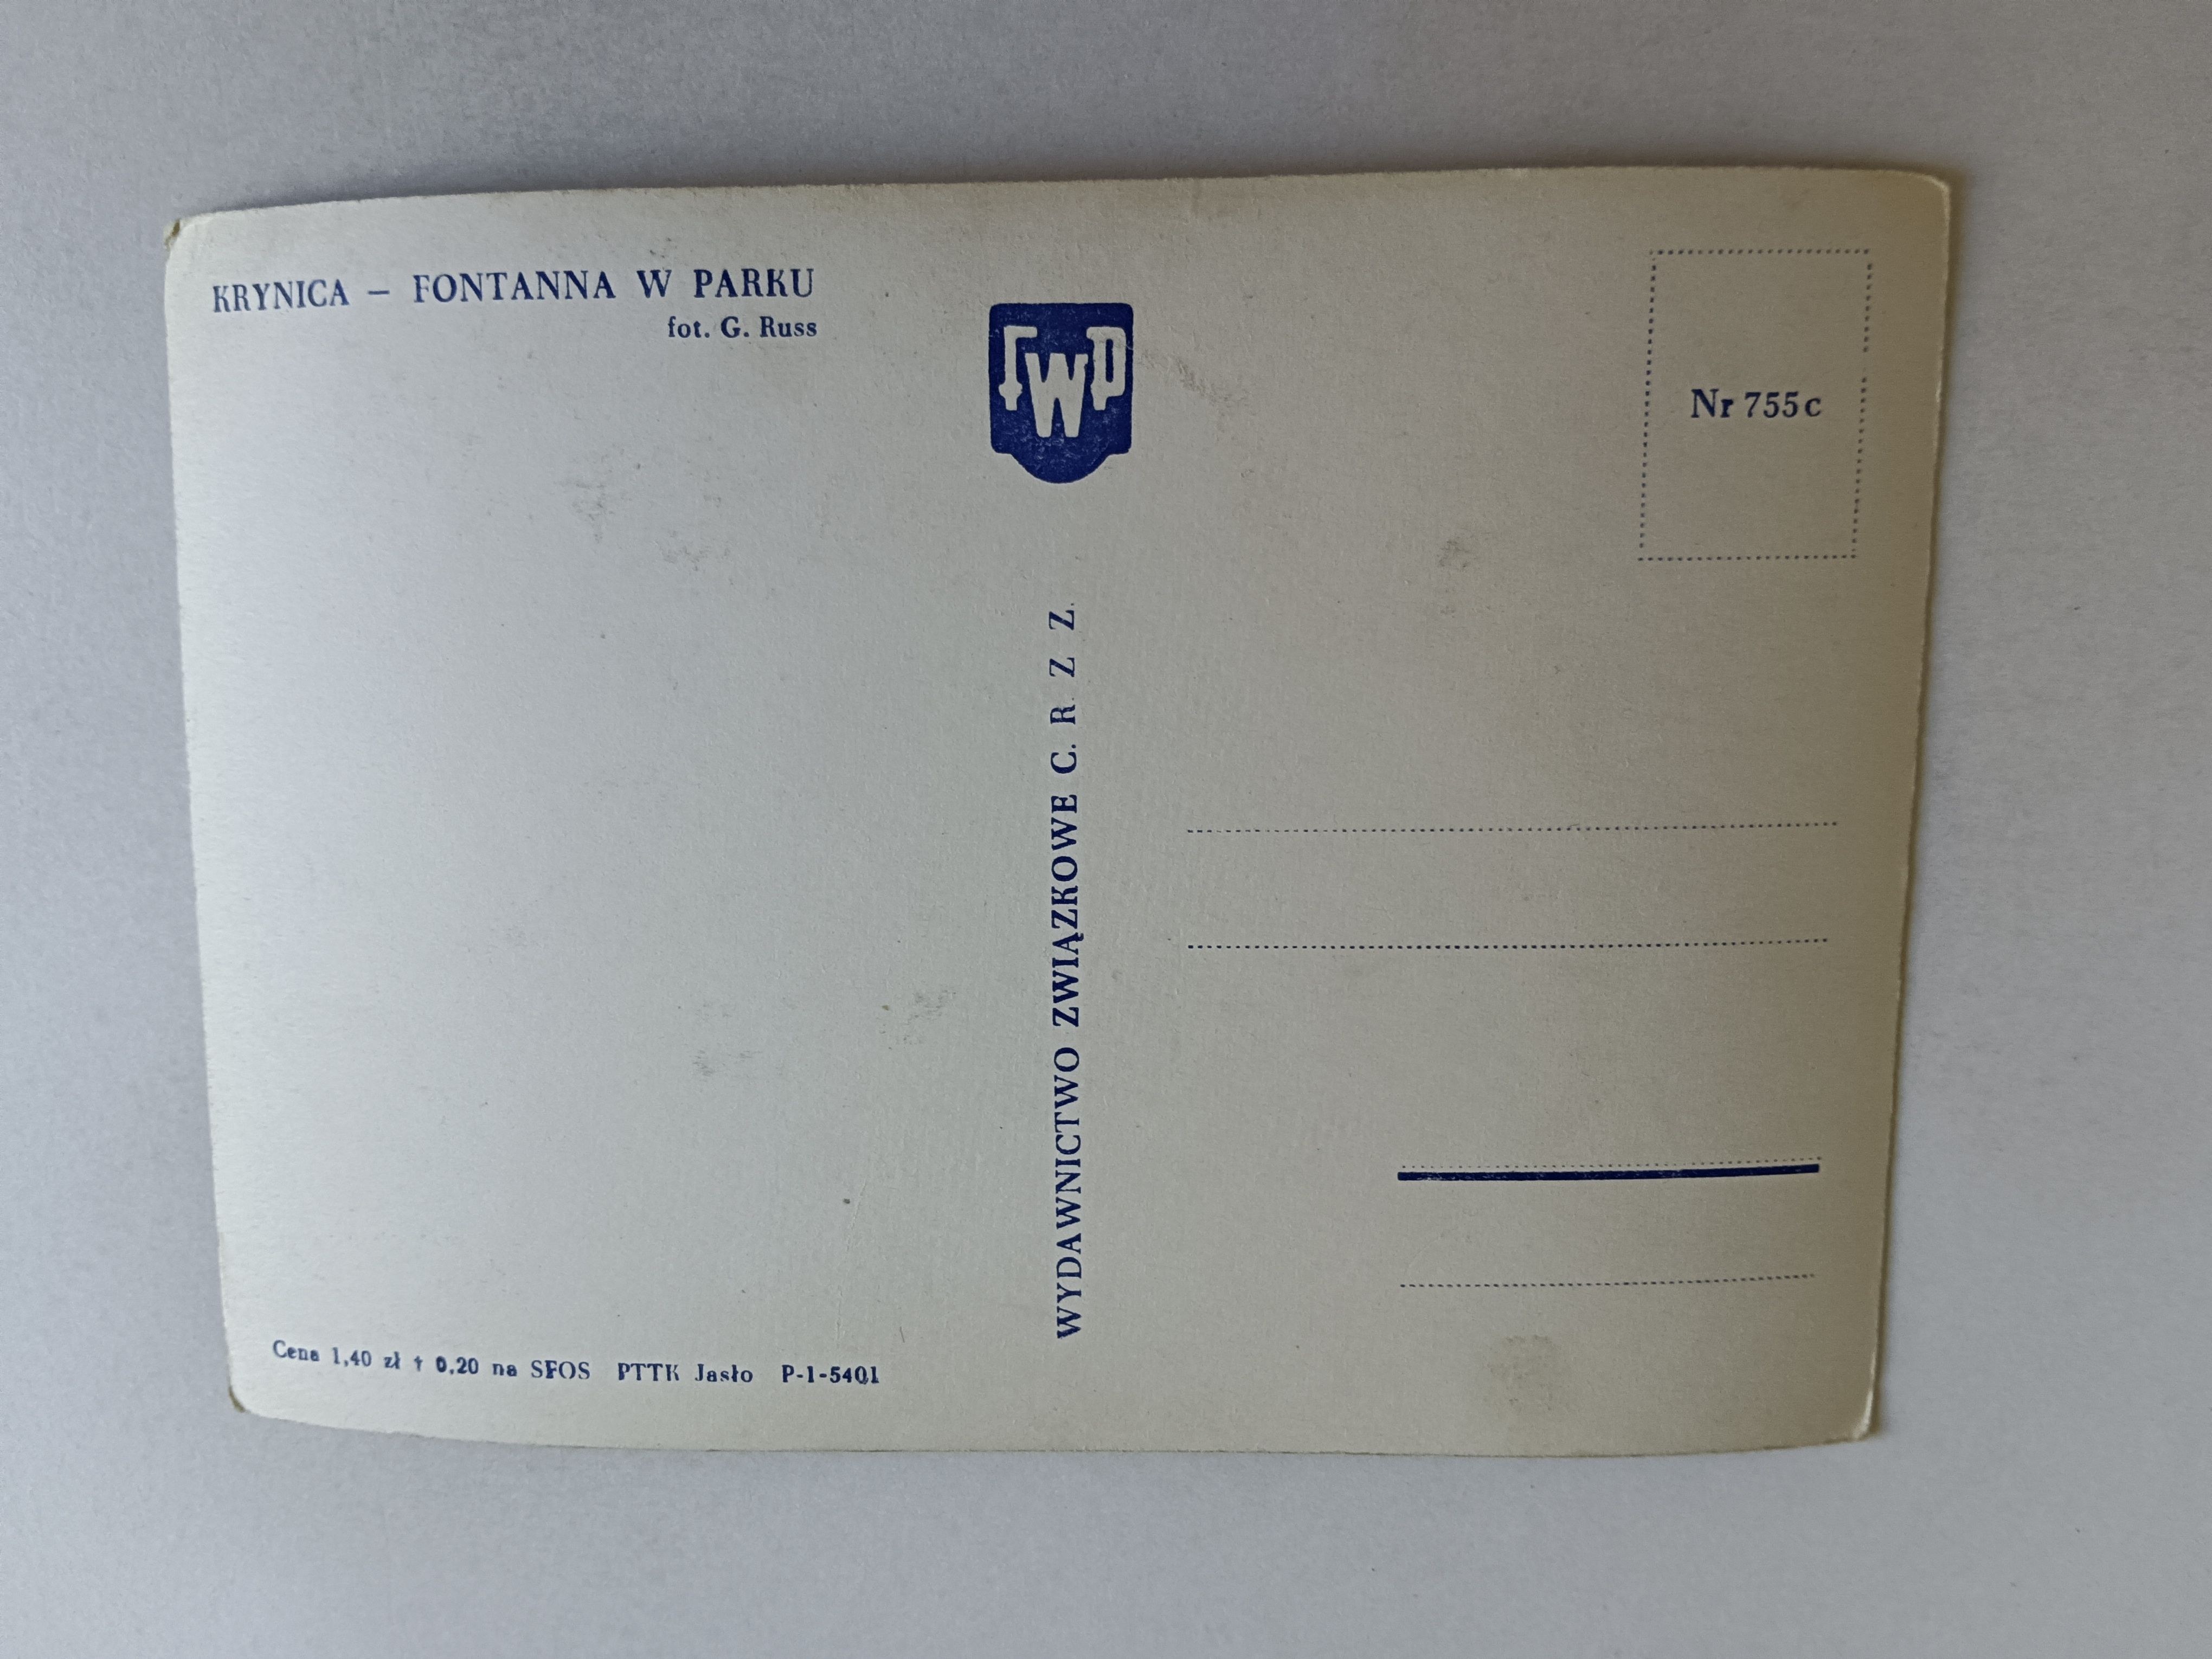 KRYNICA – FONTANNA W PARKU
fot. G. Russ
FWP
Nr 755c
WYDAWNICTWO ZWIĄZKOWE C. R. Z Z.
Cena 1,40 zł + 0,20 na SFOS PTTK Jasło P-1-5401